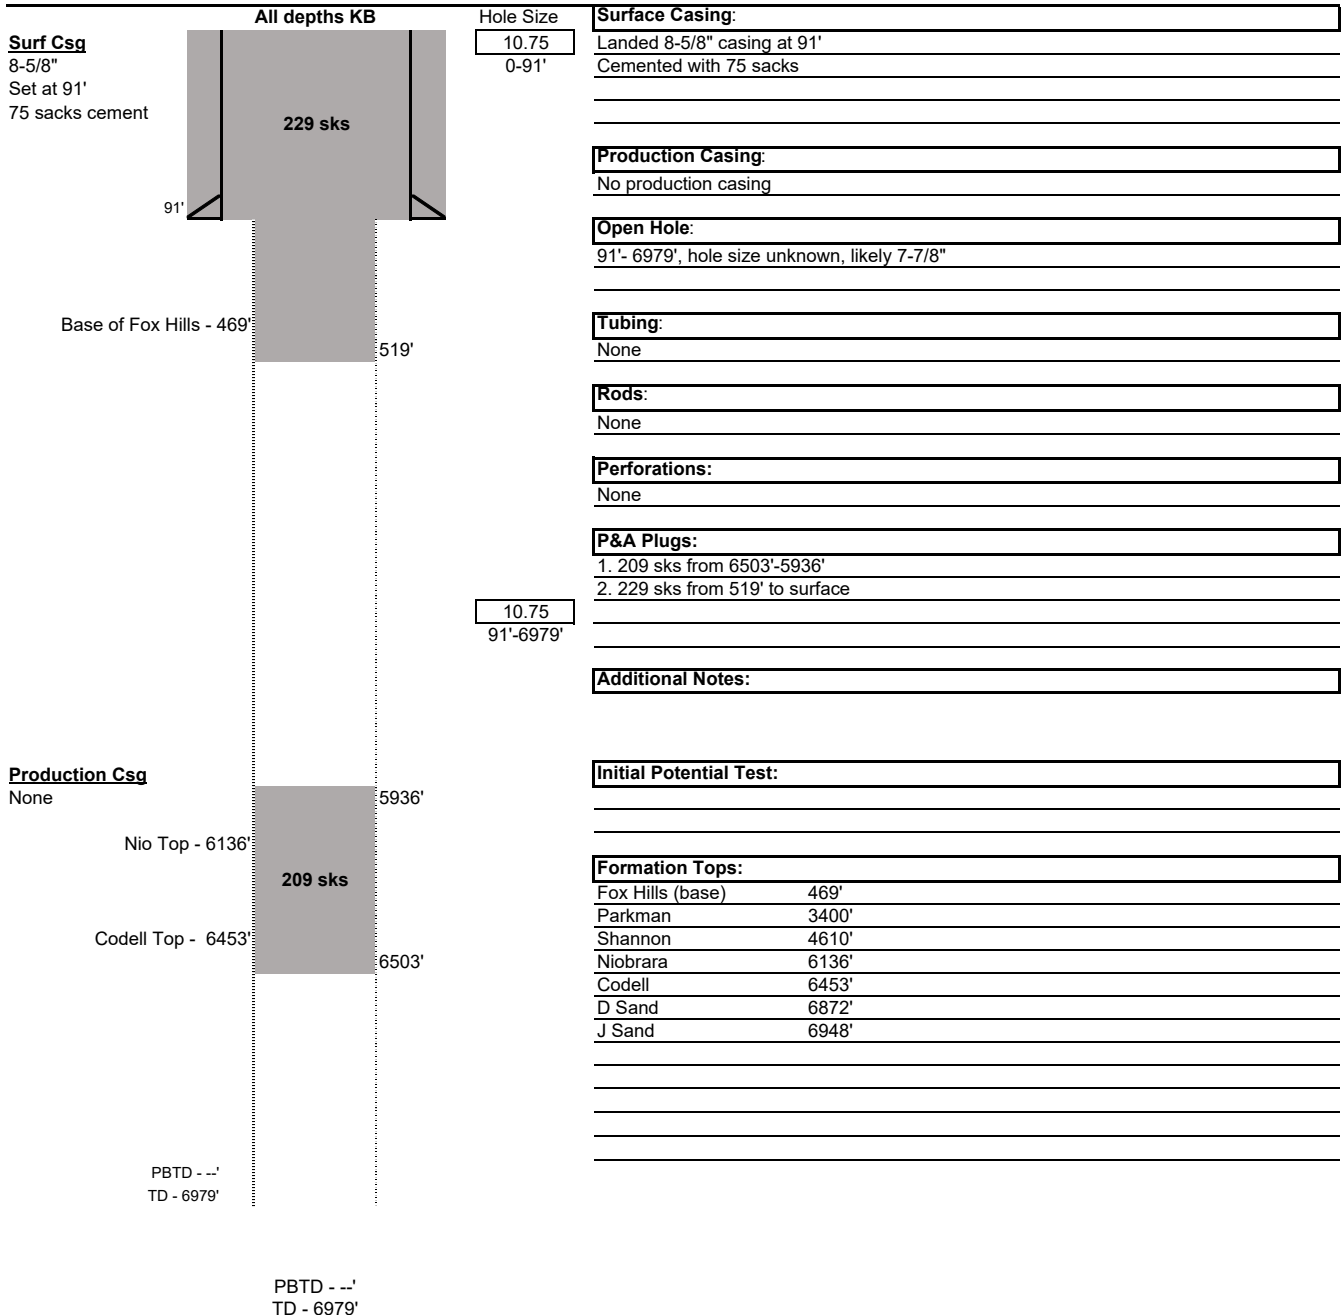 All depths KB
Hole Size
Surface Casing:
Surf Csg
10.75
Landed 8-5/8" casing at 91'
8-5/8"
0-91'
Cemented with 75 sacks
Set at 91'
75 sacks cement
229 sks
Production Casing:
No production casing
91'
Open Hole:
91'- 6979', hole size unknown, likely 7-7/8"
Base of Fox Hills - 469'
Tubing:
519'
None
Rods:
None
Perforations:
None
P&A Plugs:
1. 209 sks from 6503'-5936'
2. 229 sks from 519' to surface
10.75
91'-6979'
Additional Notes:
Production Csg
Initial Potential Test:
None
5936'
Nio Top - 6136'
209 sks
Formation Tops:
Fox Hills (base) 469'
Parkman 3400'
Codell Top - 6453'
Shannon 4610'
6503'
Niobrara 6136'
Codell 6453'
D Sand 6872'
J Sand 6948'
PBTD - --'
TD - 6979'
PBTD - --'
TD - 6979'